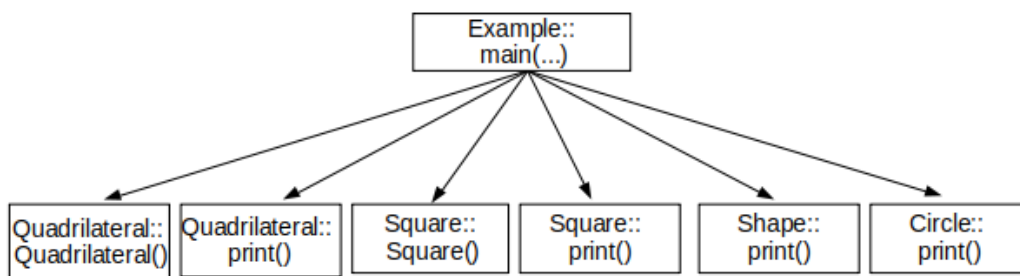 Example::
main(...)
Quadrilateral::
Quadrilateral()
Quadrilateral::
print()
Square::
Square()
Square::
print()
Shape::
print()
Circle::
print()